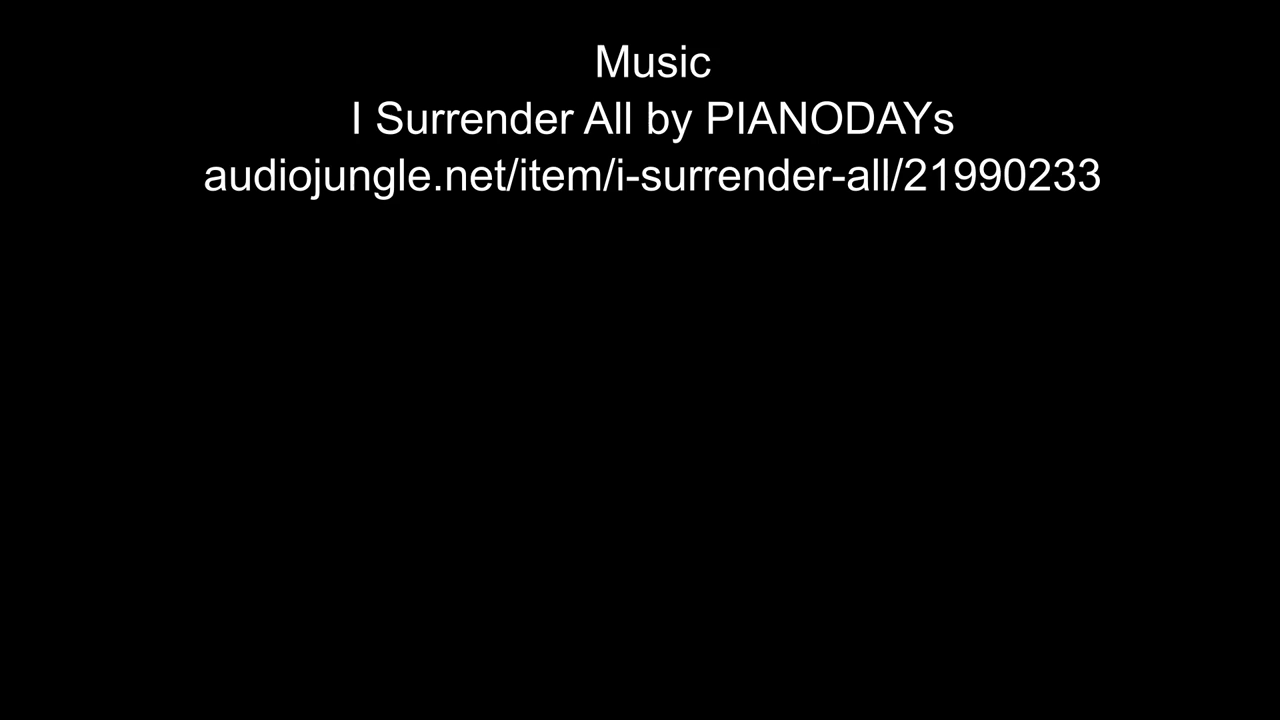 Music
I Surrender All by PIANODAYs
audiojungle.net/item/i-surrender-all/21990233